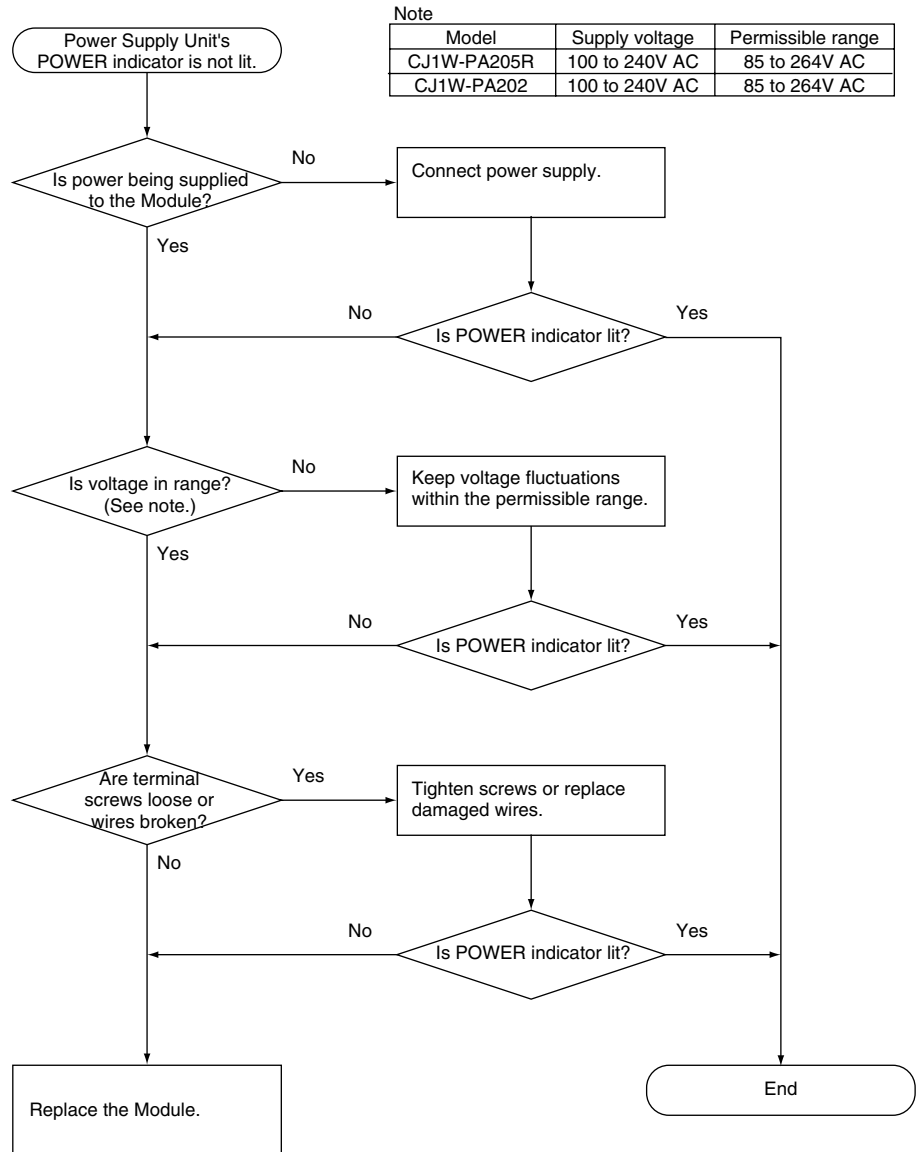 Note
Model Supply voltage Permissible range
CJ1W-PA205R 100 to 240V AC 85 to 264V AC
CJ1W-PA202 100 to 240V AC 85 to 264V AC
Power Supply Unit's
POWER indicator is not lit.
Is power being supplied
to the Module?
No
Connect power supply.
Yes
Is POWER indicator lit?
No
Yes
Is voltage in range?
(See note.)
No
Keep voltage fluctuations
within the permissible range.
Yes
Is POWER indicator lit?
No
Yes
Are terminal
screws loose or
wires broken?
Yes
Tighten screws or replace
damaged wires.
No
Is POWER indicator lit?
No
Yes
Replace the Module.
End